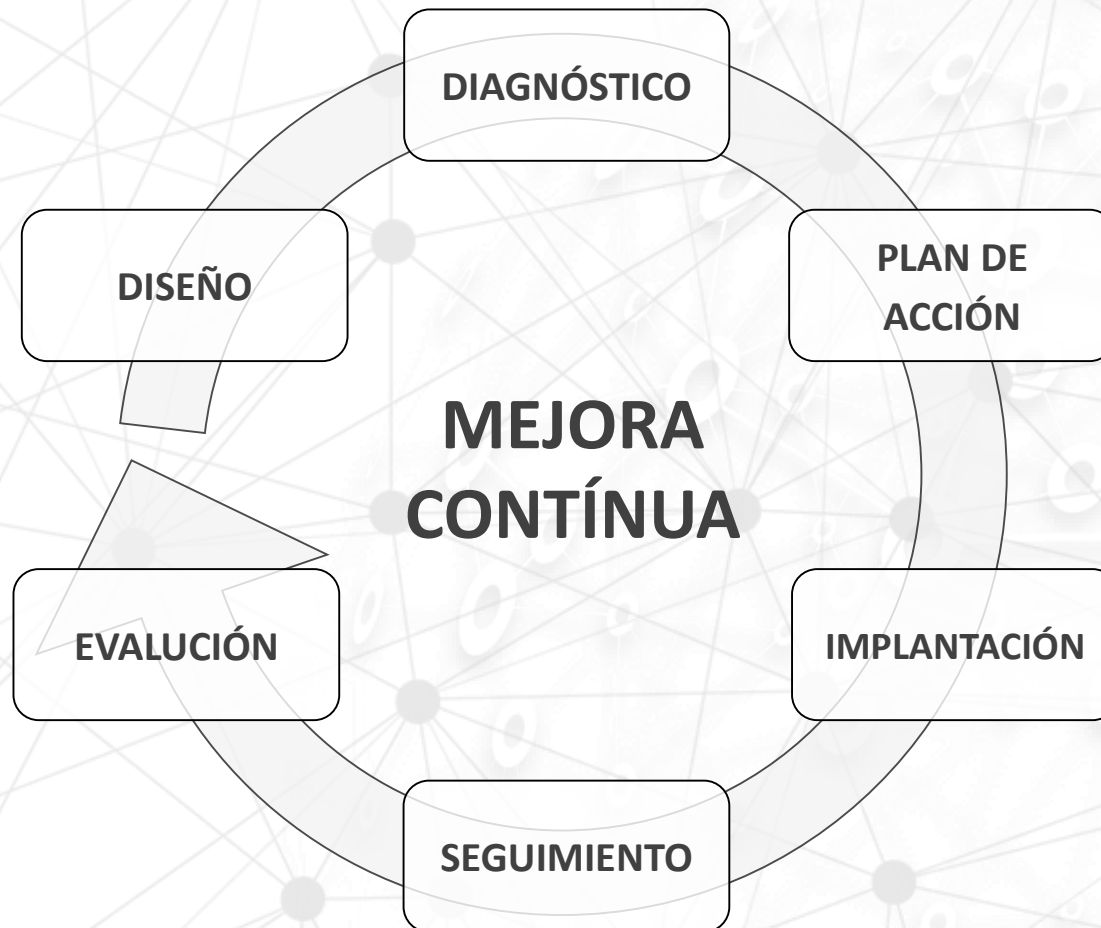 DIAGNÓSTICO
PLAN DE
ACCIÓN
DISEÑO
MEJORA
CONTÍNUA
IMPLANTACIÓN
EVALUCIÓN
SEGUIMIENTO